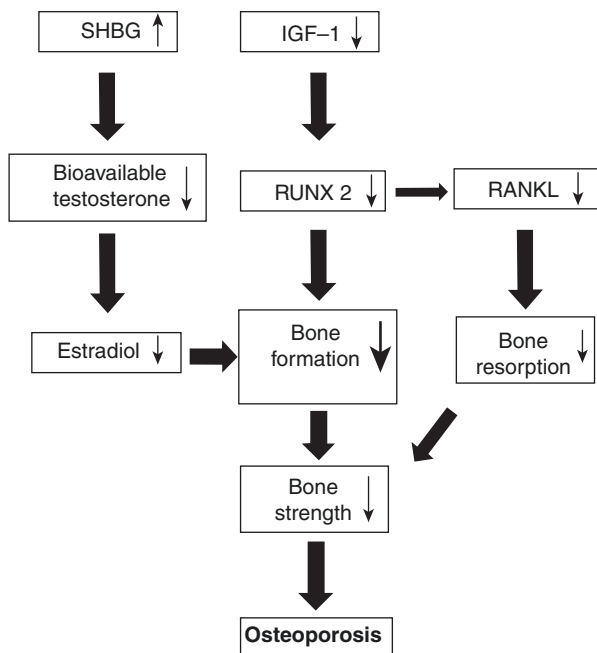 SHBG ↑
IGF–1 ↓
Bioavailable
testosterone ↓
RUNX 2 ↓
RANKL ↓
Estradiol ↓
Bone
formation ↓
Bone
resorption ↓
Bone
strength ↓
Osteoporosis